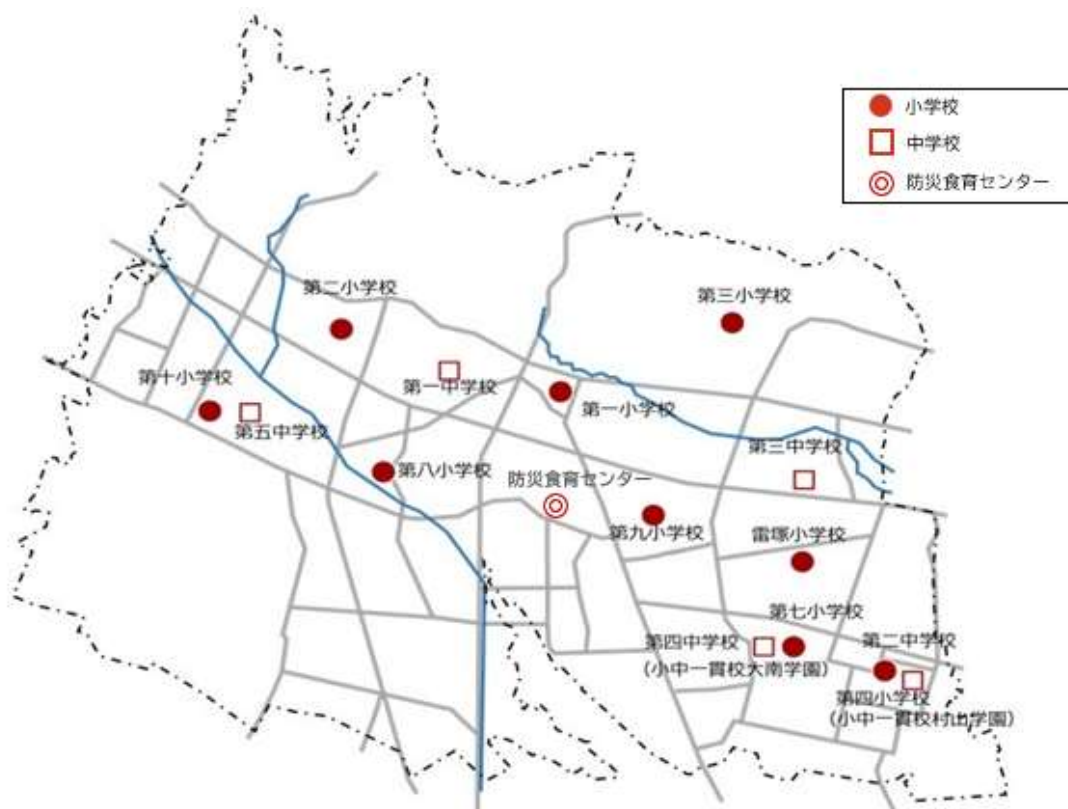 小学校
中学校
防災食育センター
第二小学校
第三小学校
第十小学校
第一中学校
第一小学校
第五中学校
第八小学校
防災食育センター
第三中学校
第九小学校
雷塚小学校
第七小学校
第四中学校
(小中一貫校大南学園)
第二中学校
第四小学校
(小中一貫校村山学園)